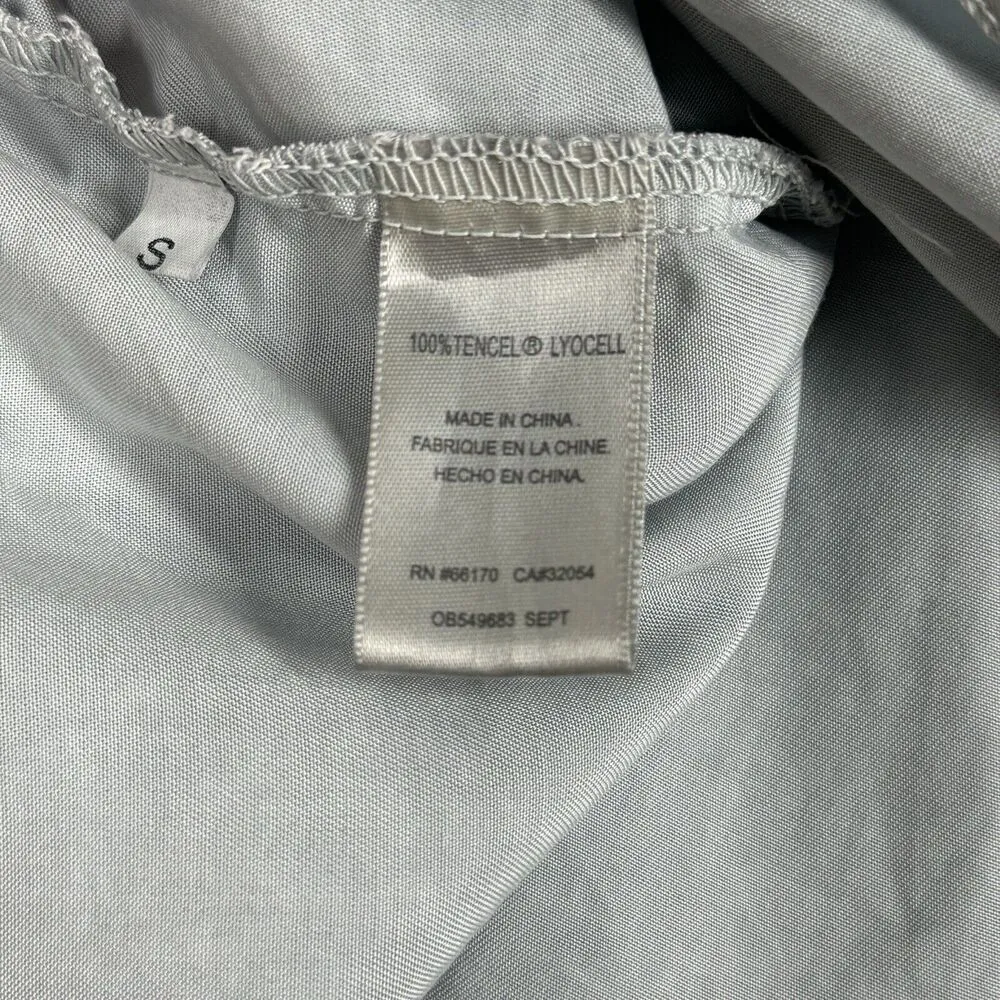 S
100%TENCEL® LYOCELL
MADE IN CHINA.
FABRIQUE EN LA CHINE.
HECHO EN CHINA.
RN #66170 CA#32054
OB549683 SEPT